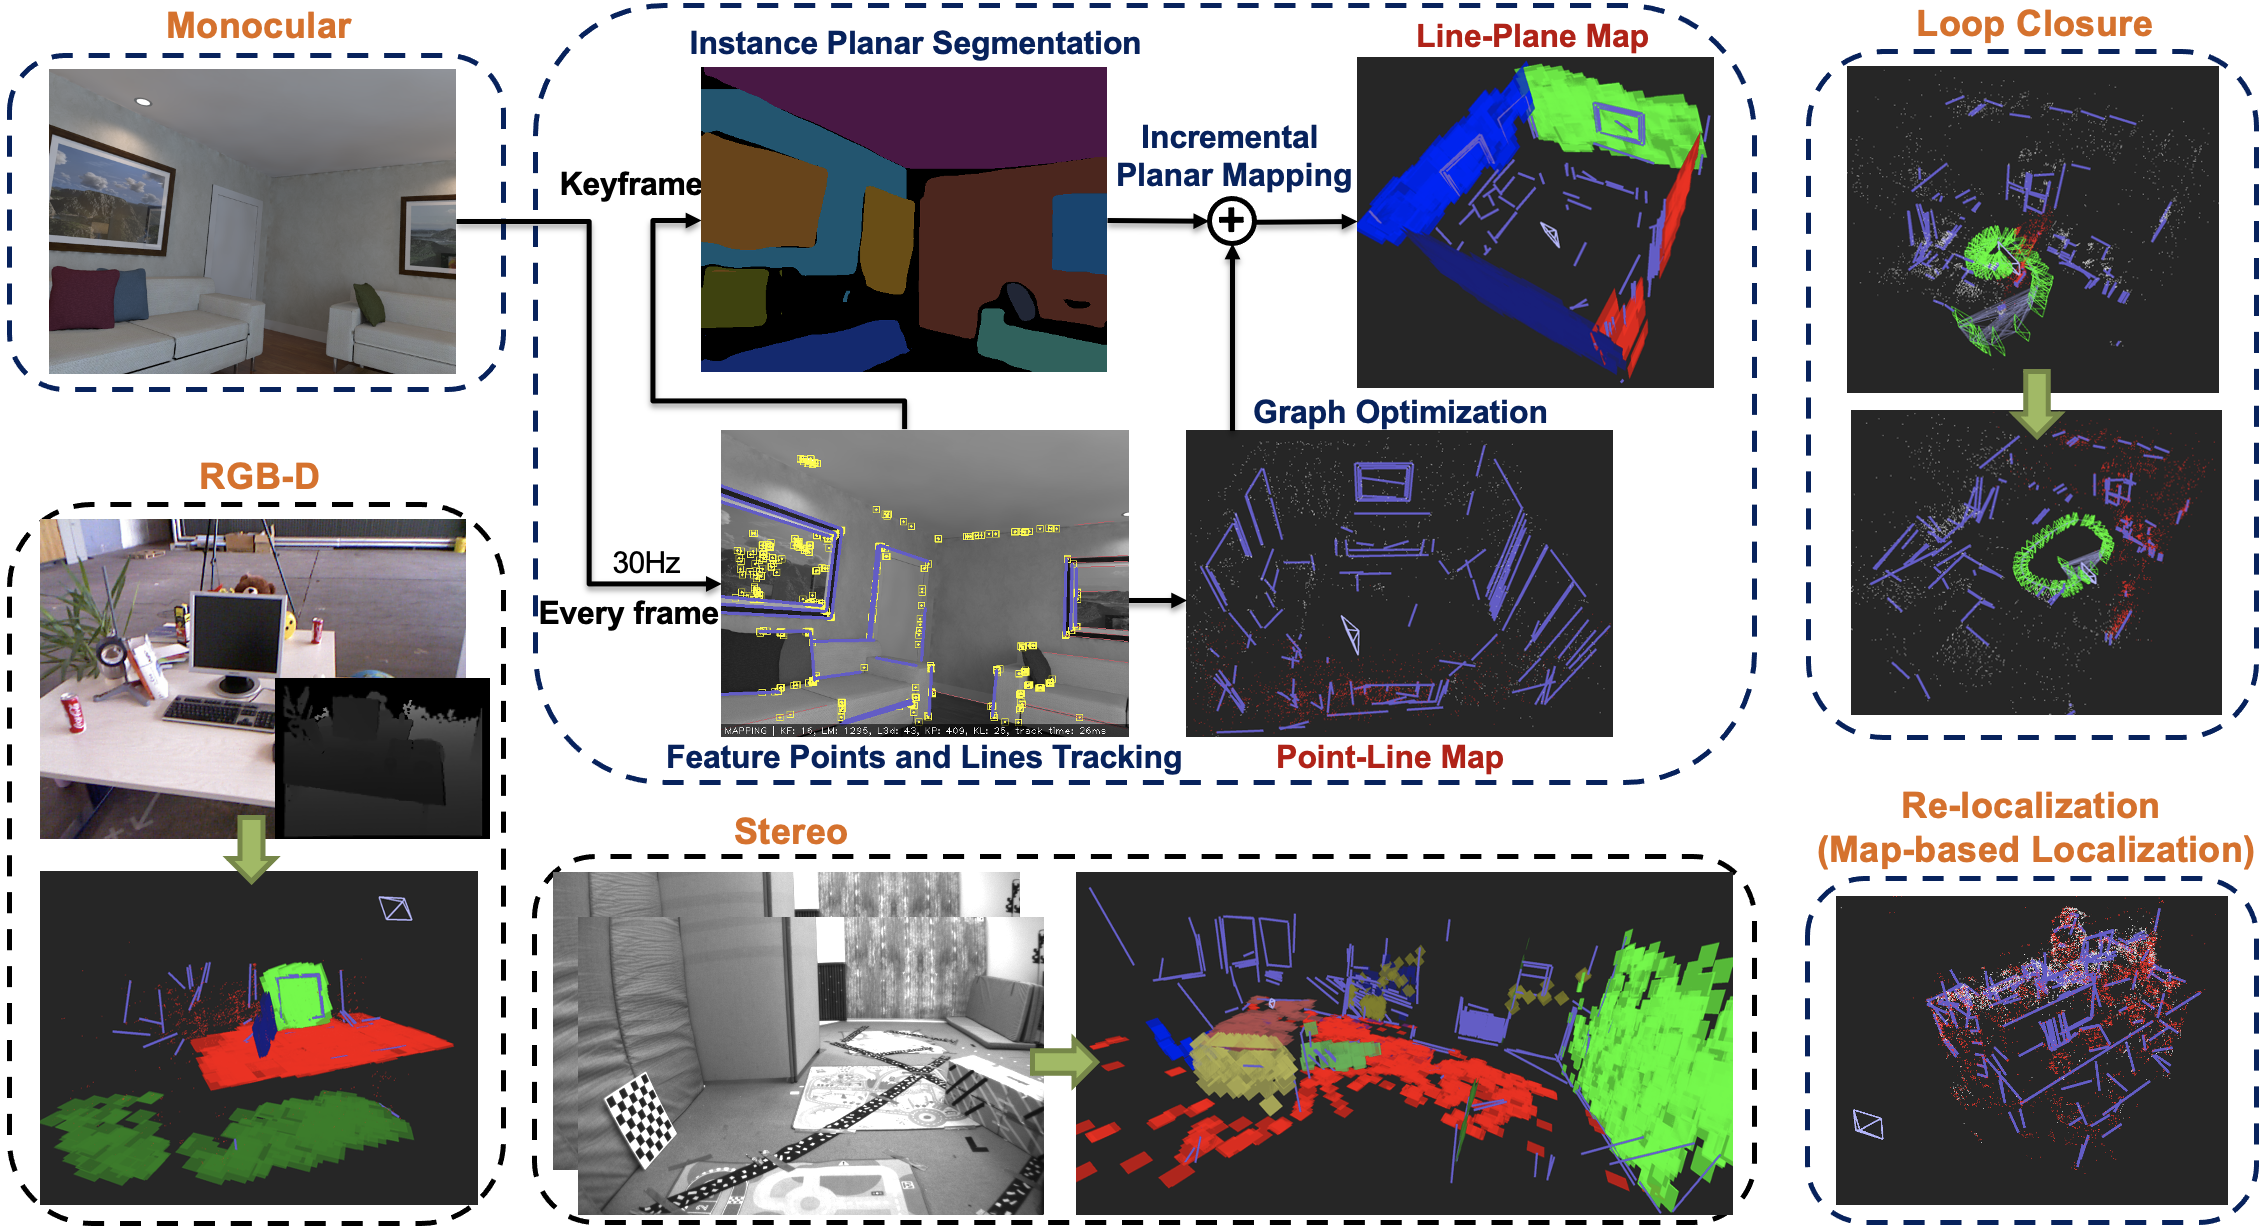 Monocular
Instance Planar Segmentation
Line-Plane Map
Loop Closure
Keyframe
Incremental
Planar Mapping
Graph Optimization
RGB-D
30Hz
Every frame
MAPPING | KF: 16, LM: 1295, L3d: 43, KP: 409, KL: 25, track time: 26ms
Feature Points and Lines Tracking
Point-Line Map
Stereo
Re-localization
(Map-based Localization)